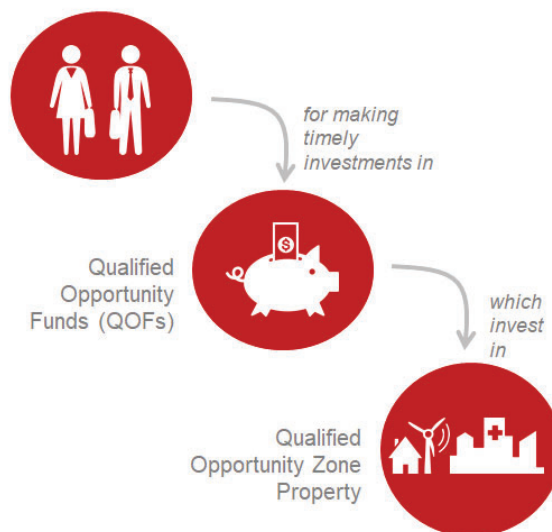 for making
timely
investments in
$
Qualified
Opportunity
Funds (QOFs)
which
invest
in
Qualified
Opportunity Zone
Property